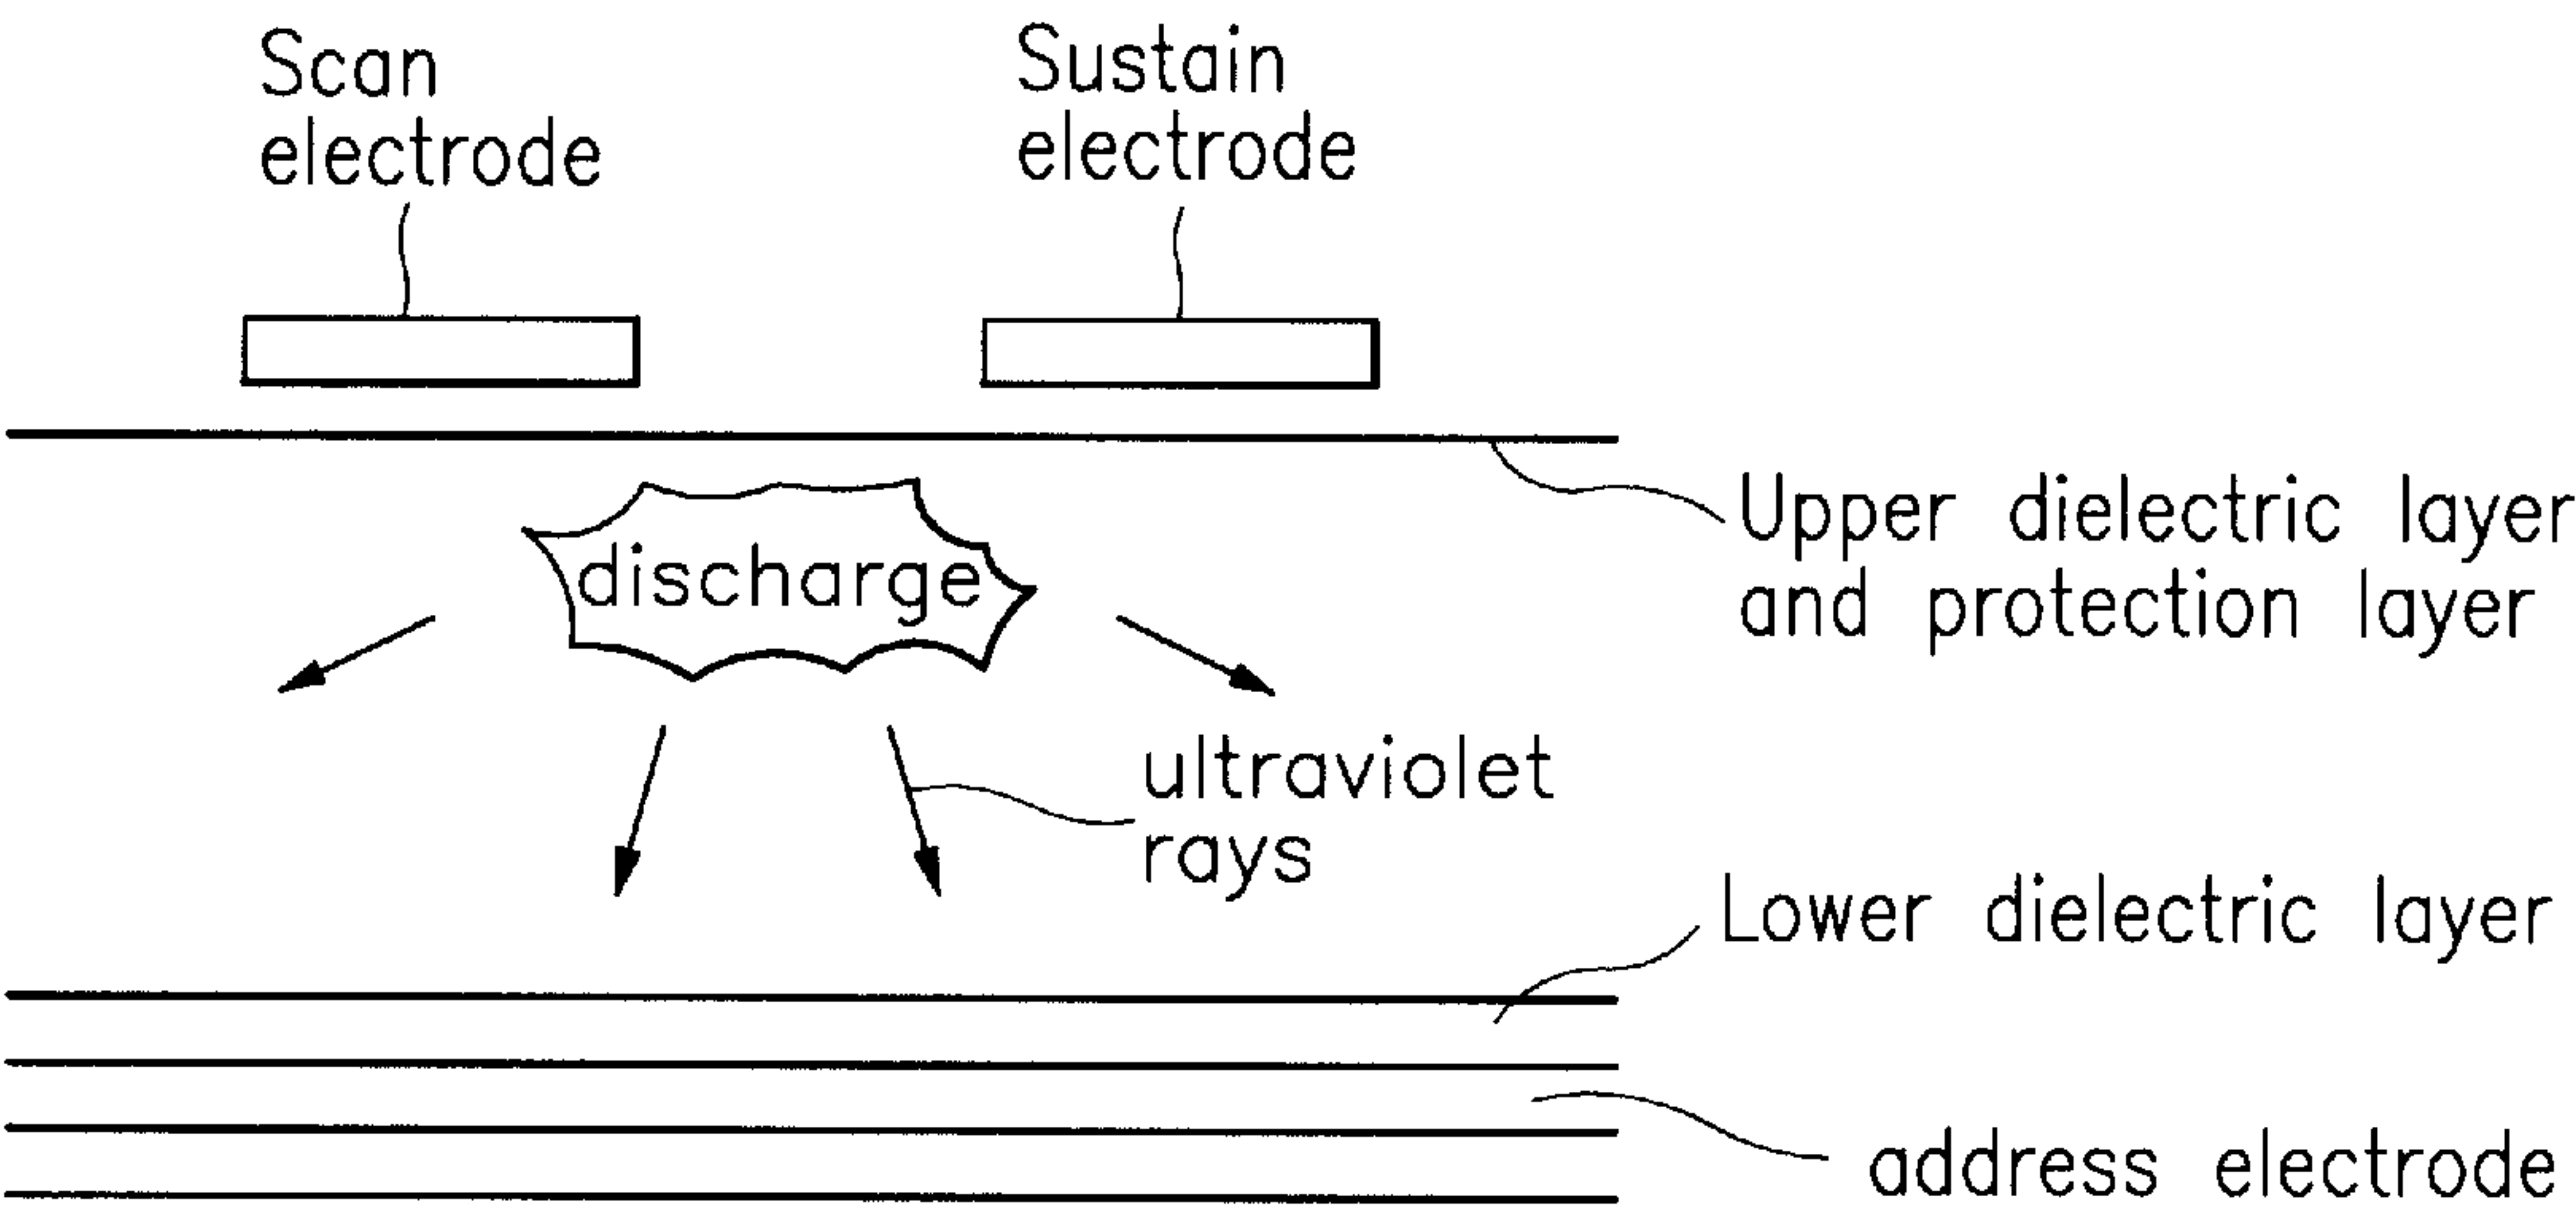 Scan
electrode
Sustain
electrode
discharge
Upper dielectric layer
and protection layer
ultraviolet
rays
Lower dielectric layer
address electrode